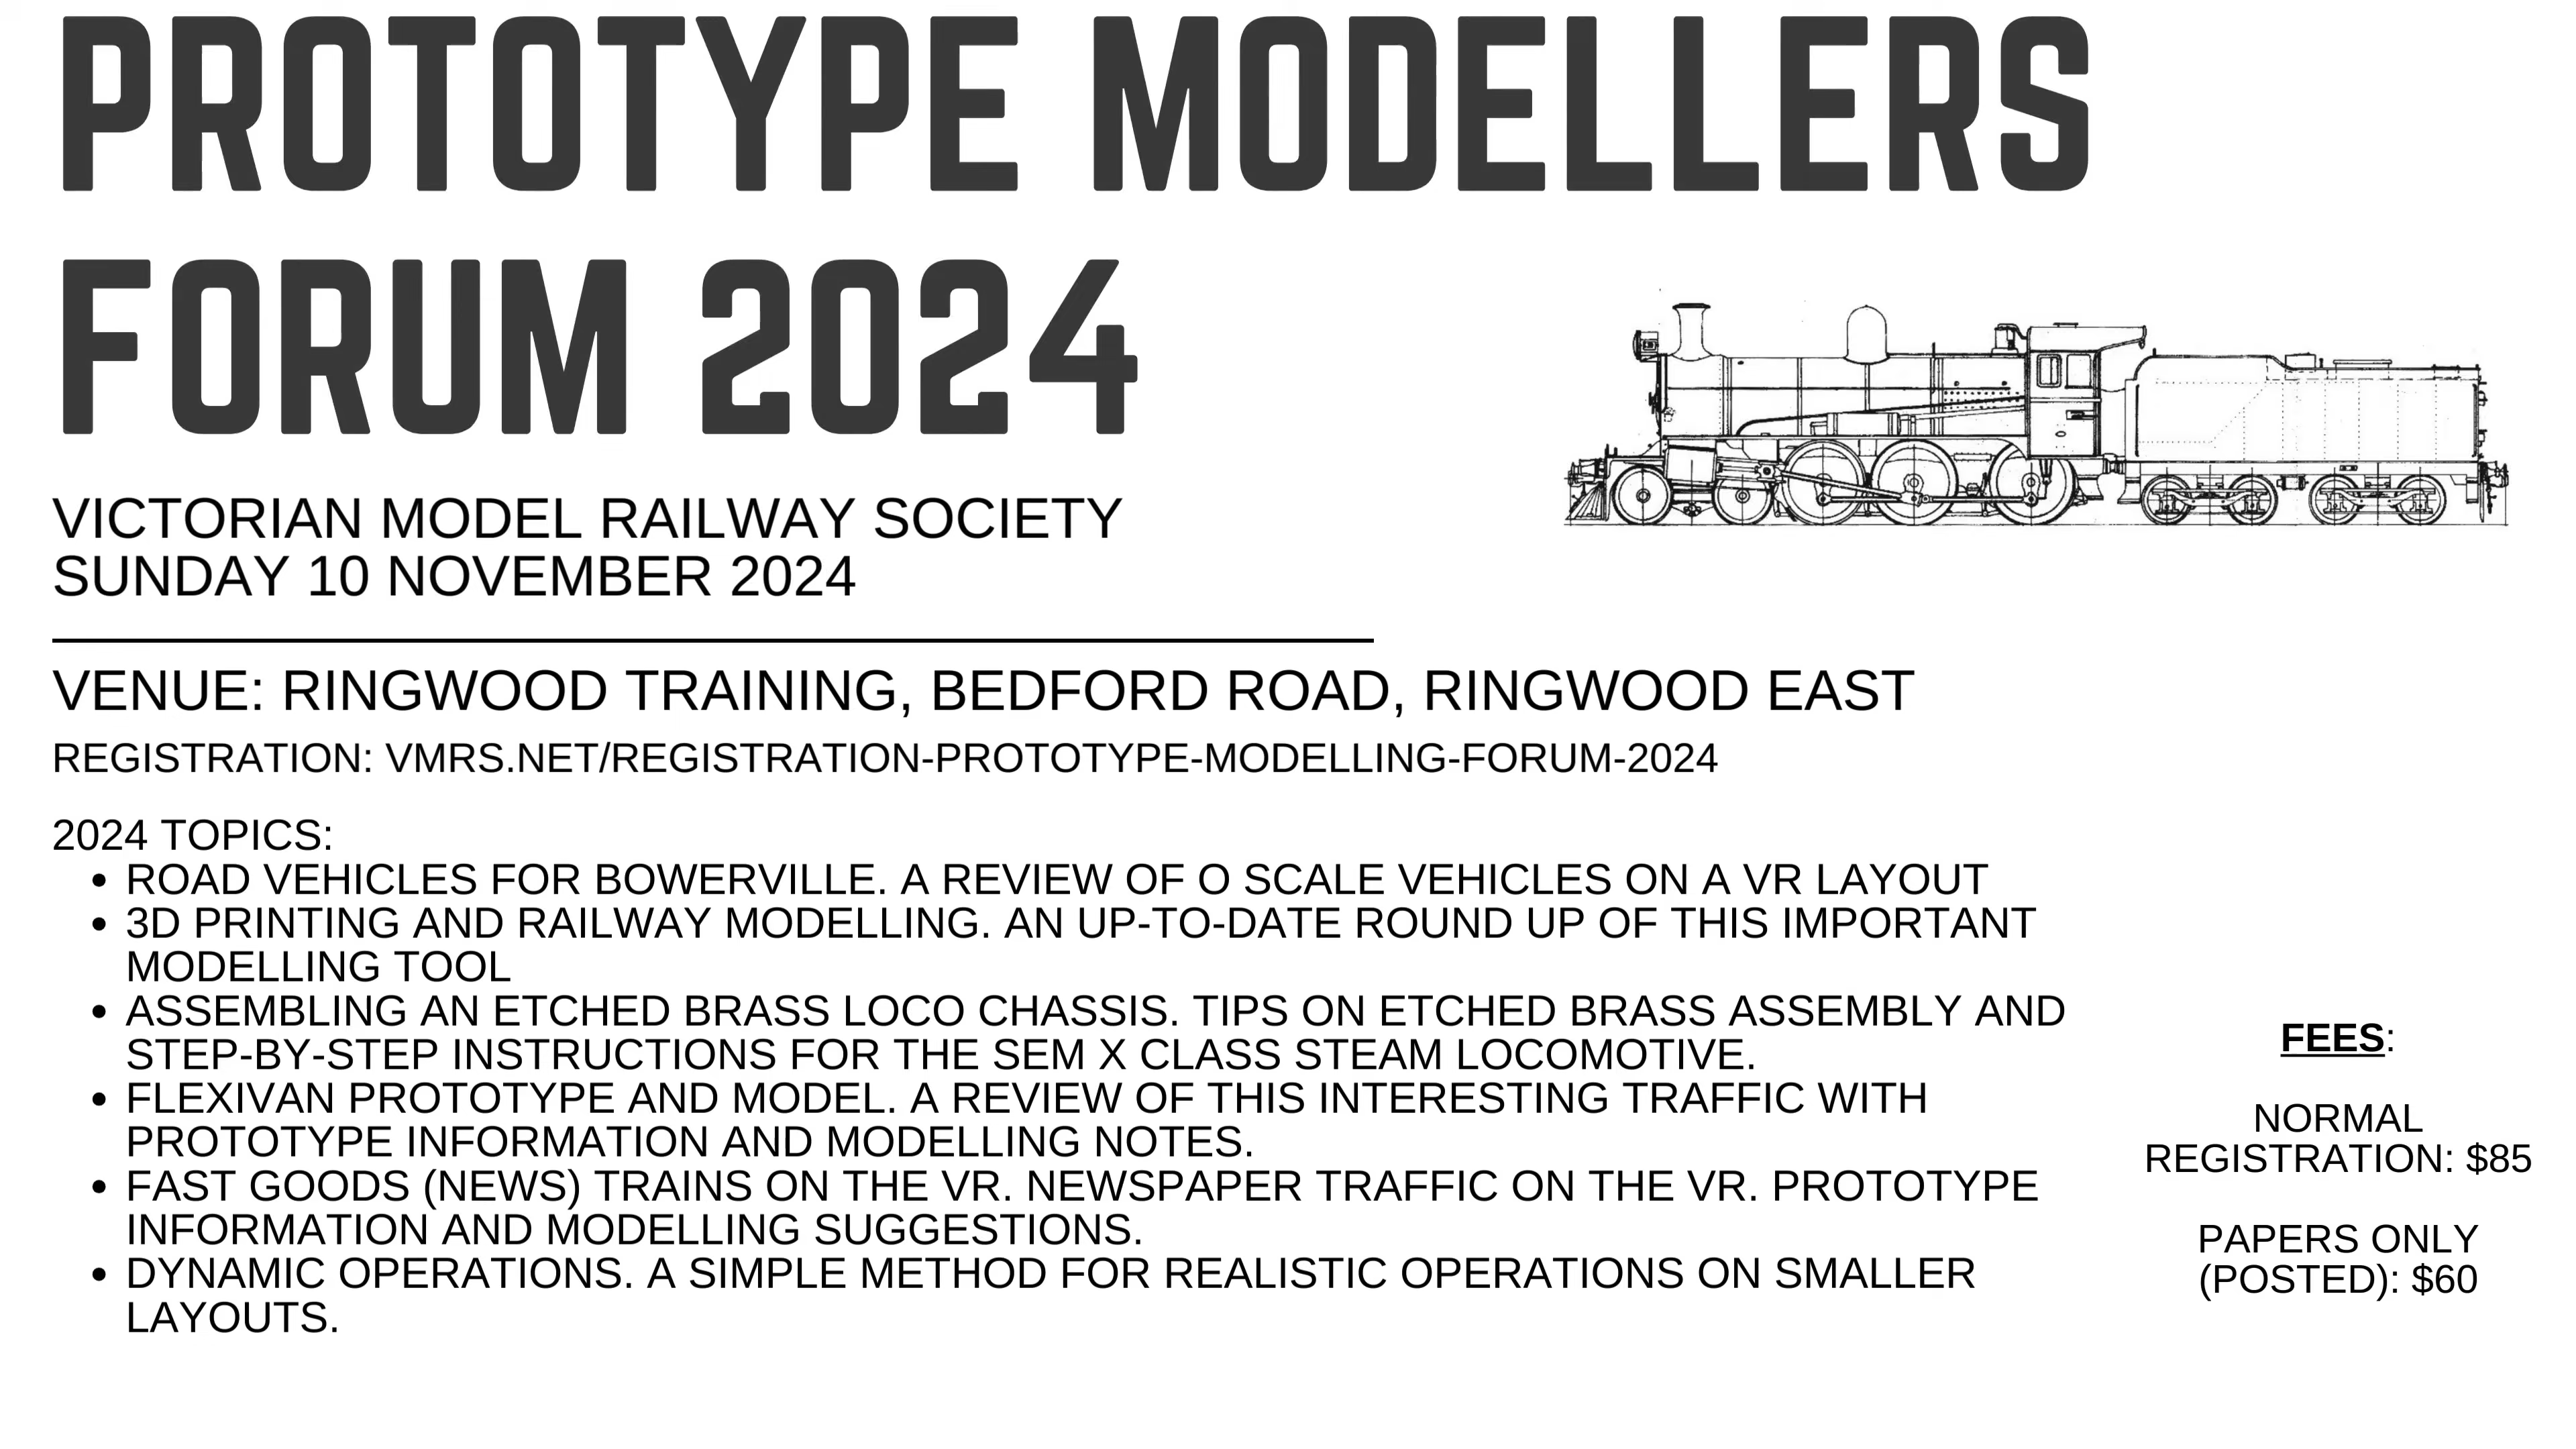 PROTOTYPE MODELLERS
FORUM 2024
VICTORIAN MODEL RAILWAY SOCIETY
SUNDAY 10 NOVEMBER 2024
VENUE: RINGWOOD TRAINING, BEDFORD ROAD, RINGWOOD EAST
REGISTRATION: VMRS.NET/REGISTRATION-PROTOTYPE-MODELLING-FORUM-2024
2024 TOPICS:
• ROAD VEHICLES FOR BOWERVILLE. A REVIEW OF O SCALE VEHICLES ON A VR LAYOUT
• 3D PRINTING AND RAILWAY MODELLING. AN UP-TO-DATE ROUND UP OF THIS IMPORTANT
MODELLING TOOL
• ASSEMBLING AN ETCHED BRASS LOCO CHASSIS. TIPS ON ETCHED BRASS ASSEMBLY AND
STEP-BY-STEP INSTRUCTIONS FOR THE SEM X CLASS STEAM LOCOMOTIVE.
• FLEXIVAN PROTOTYPE AND MODEL. A REVIEW OF THIS INTERESTING TRAFFIC WITH
PROTOTYPE INFORMATION AND MODELLING NOTES.
• FAST GOODS (NEWS) TRAINS ON THE VR. NEWSPAPER TRAFFIC ON THE VR. PROTOTYPE
INFORMATION AND MODELLING SUGGESTIONS.
• DYNAMIC OPERATIONS. A SIMPLE METHOD FOR REALISTIC OPERATIONS ON SMALLER
LAYOUTS.
FEES:
NORMAL
REGISTRATION: $85
PAPERS ONLY
(POSTED): $60